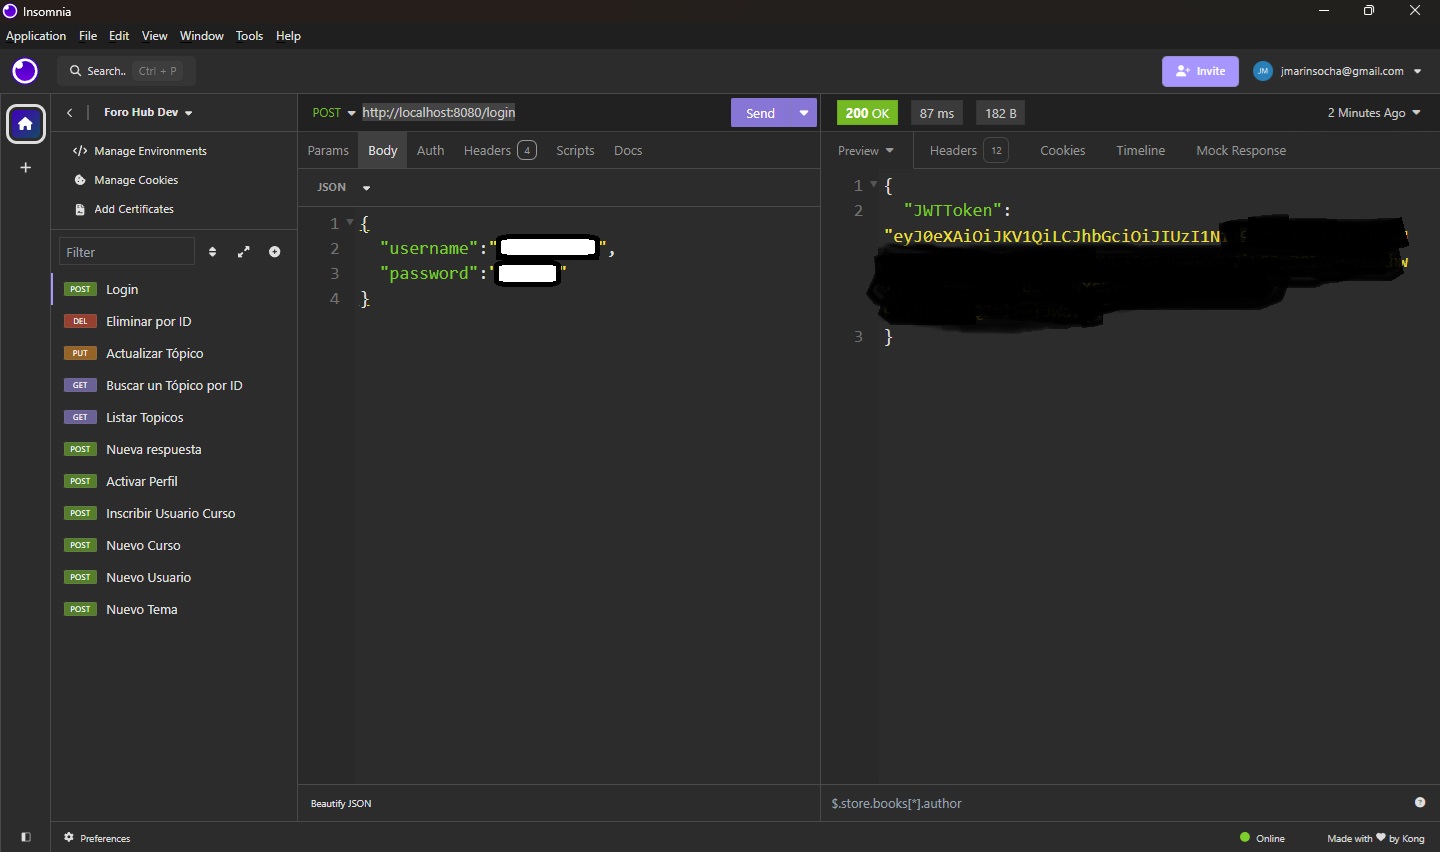 Insomnia
Application File Edit View Window Tools Help
Search.. Ctrl + P
Invite
JM jmarinsocha@gmail.com
Foro Hub Dev
Manage Environments
Manage Cookies
Add Certificates
Filter
POST Login
DEL Eliminar por ID
PUT Actualizar Tópico
GET Buscar un Tópico por ID
GET Listar Topicos
POST Nueva respuesta
POST Activar Perfil
POST Inscribir Usuario Curso
POST Nuevo Curso
POST Nuevo Usuario
POST Nuevo Tema
Preferences
POST http://localhost:8080/login Send
Params Body Auth Headers 4 Scripts Docs
JSON
1 {
2 "username":"",
3 "password":""
4 }
Beautify JSON
200 OK 87 ms 182 B 2 Minutes Ago
Preview Headers 12 Cookies Timeline Mock Response
1 {
2 "JWTToken":
"eyJ0eXAiOiJKV1QiLCJhbGciOiJIUzI1N
3 }
$.store.books[*].author
Online Made with ❤ by Kong